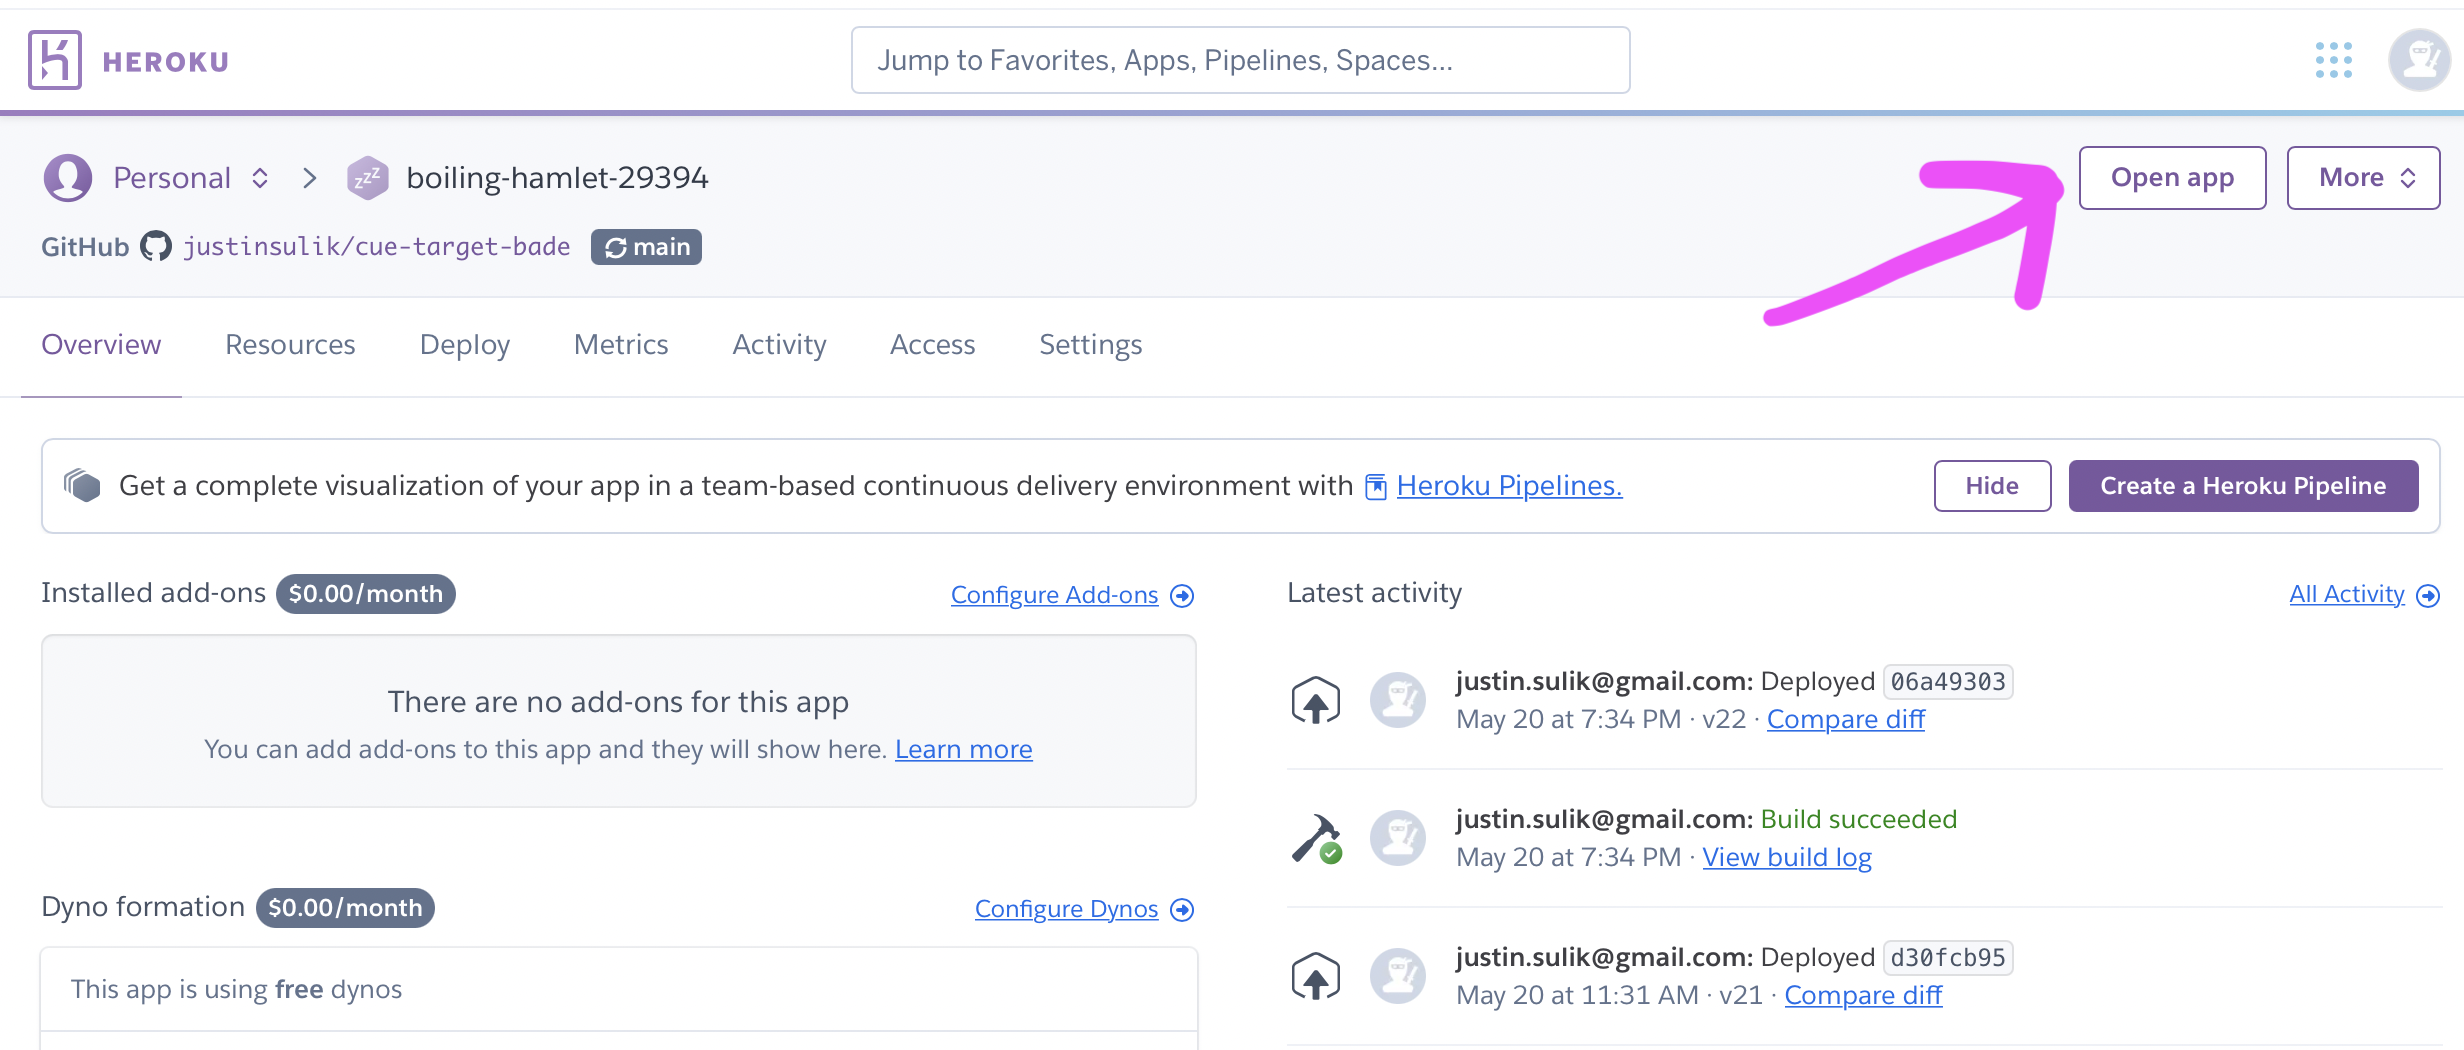 HEROKU
Jump to Favorites, Apps, Pipelines, Spaces...
Personal
zzz
boiling-hamlet-29394
Open app
More
GitHub justinsulik/cue-target-bade main
Overview Resources Deploy Metrics Activity Access Settings
Get a complete visualization of your app in a team-based continuous delivery environment with Heroku Pipelines.
Hide
Create a Heroku Pipeline
Installed add-ons $0.00/month
Configure Add-ons
There are no add-ons for this app
You can add add-ons to this app and they will show here. Learn more
Dyno formation $0.00/month
Configure Dynos
This app is using free dynos
Latest activity
All Activity
justin.sulik@gmail.com: Deployed 06a49303
May 20 at 7:34 PM · v22 · Compare diff
justin.sulik@gmail.com: Build succeeded
May 20 at 7:34 PM · View build log
justin.sulik@gmail.com: Deployed d30fcb95
May 20 at 11:31 AM · v21 · Compare diff